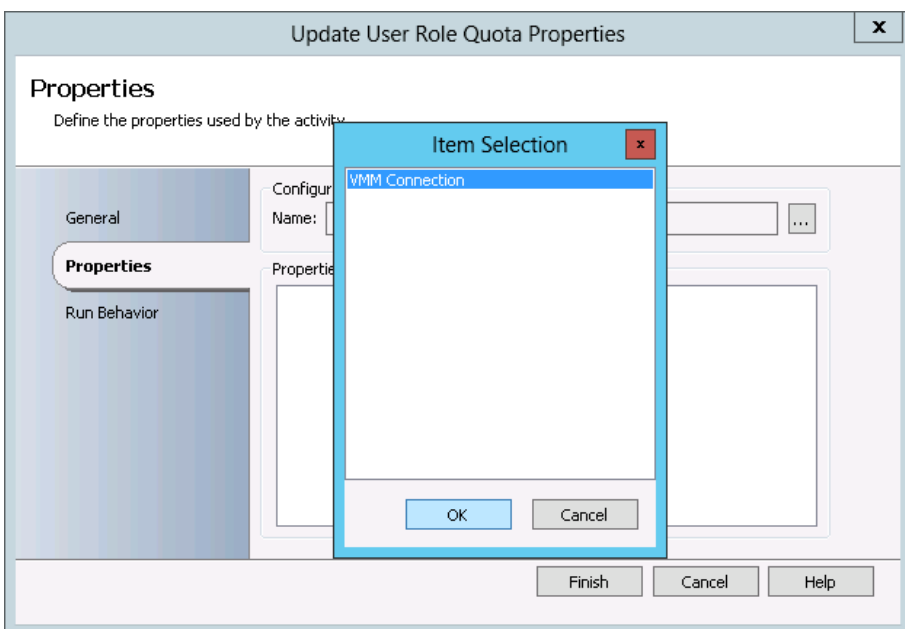 Update User Role Quota Properties
x
Properties
Define the properties used by the activity
Item Selection
x
VMM Connection
General
Properties
Run Behavior
Configur
Name:
...
Propertie
OK
Cancel
Finish
Cancel
Help